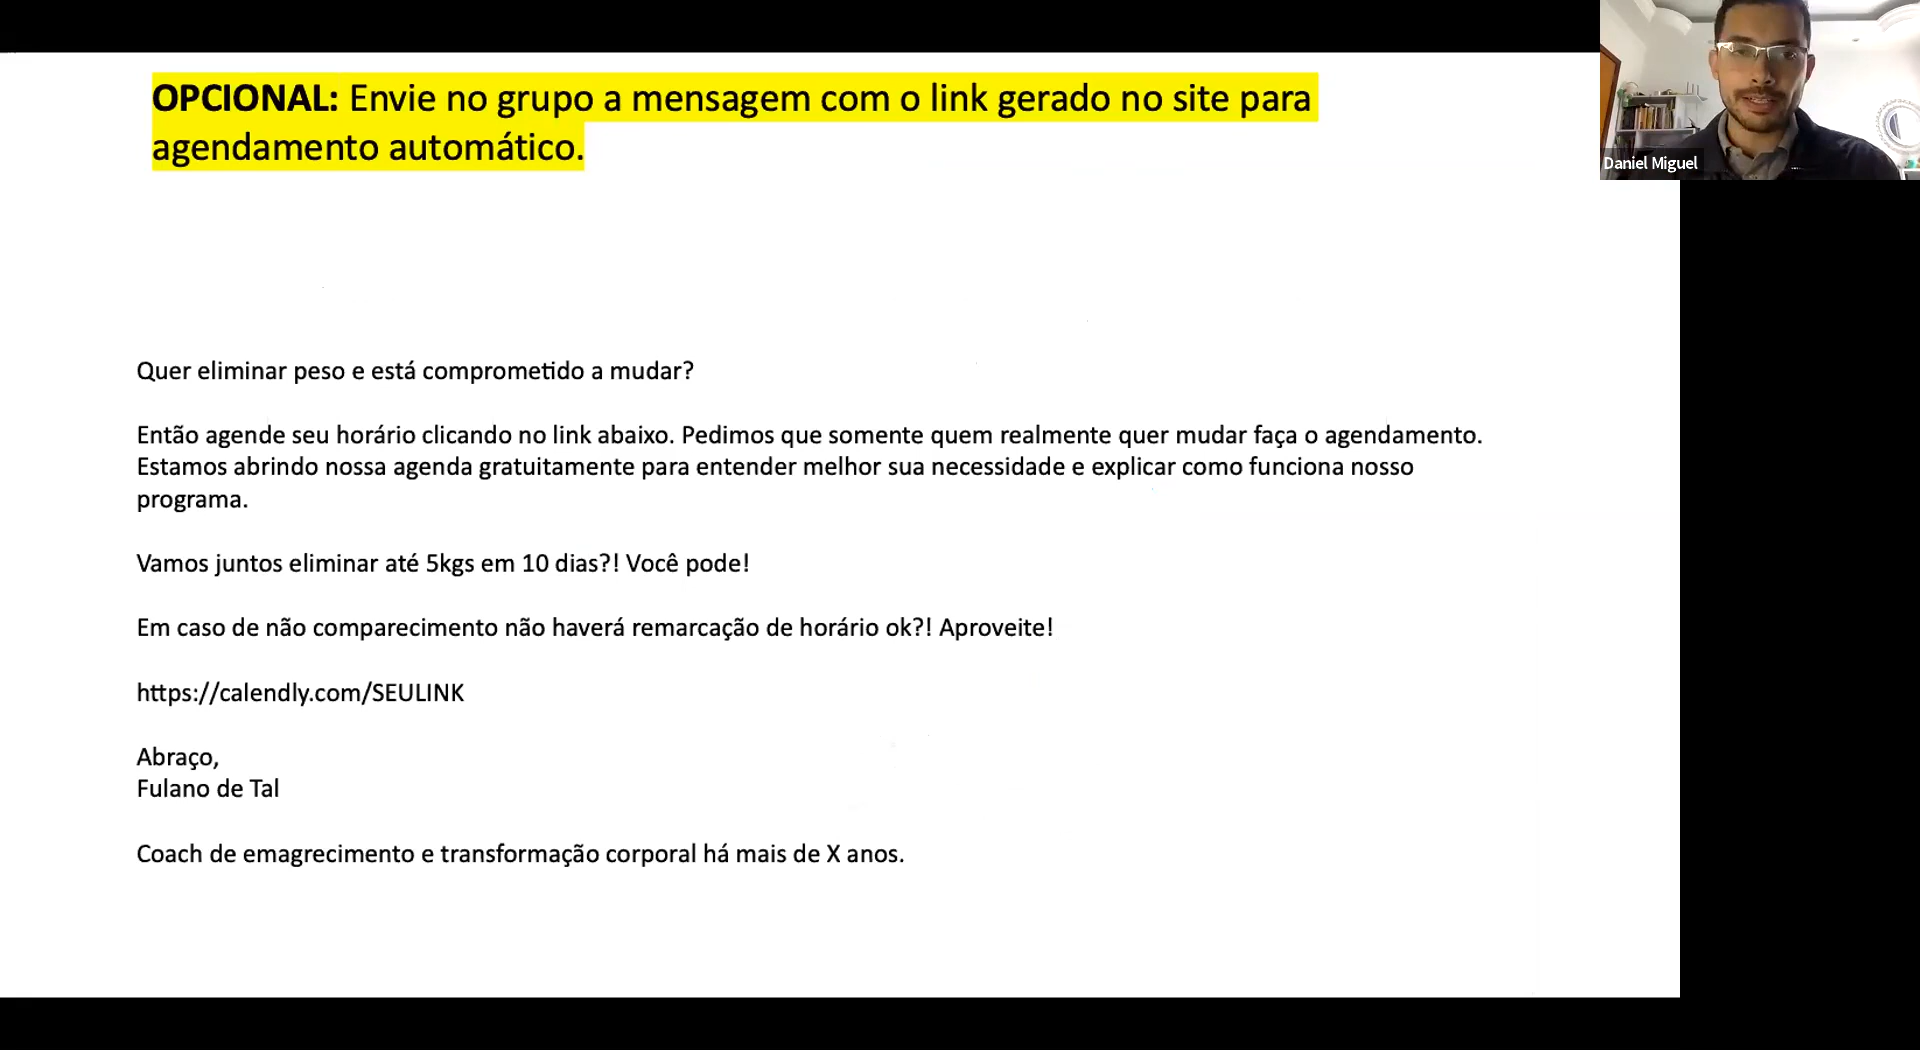 OPCIONAL: Envie no grupo a mensagem com o link gerado no site para
agendamento automático.
Daniel Miguel
Quer eliminar peso e está comprometido a mudar?
Então agende seu horário clicando no link abaixo. Pedimos que somente quem realmente quer mudar faça o agendamento.
Estamos abrindo nossa agenda gratuitamente para entender melhor sua necessidade e explicar como funciona nosso
programa.
Vamos juntos eliminar até 5kgs em 10 dias?! Você pode!
Em caso de não comparecimento não haverá remarcação de horário ok?! Aproveite!
https://calendly.com/SEULINK
Abraço,
Fulano de Tal
Coach de emagrecimento e transformação corporal há mais de X anos.